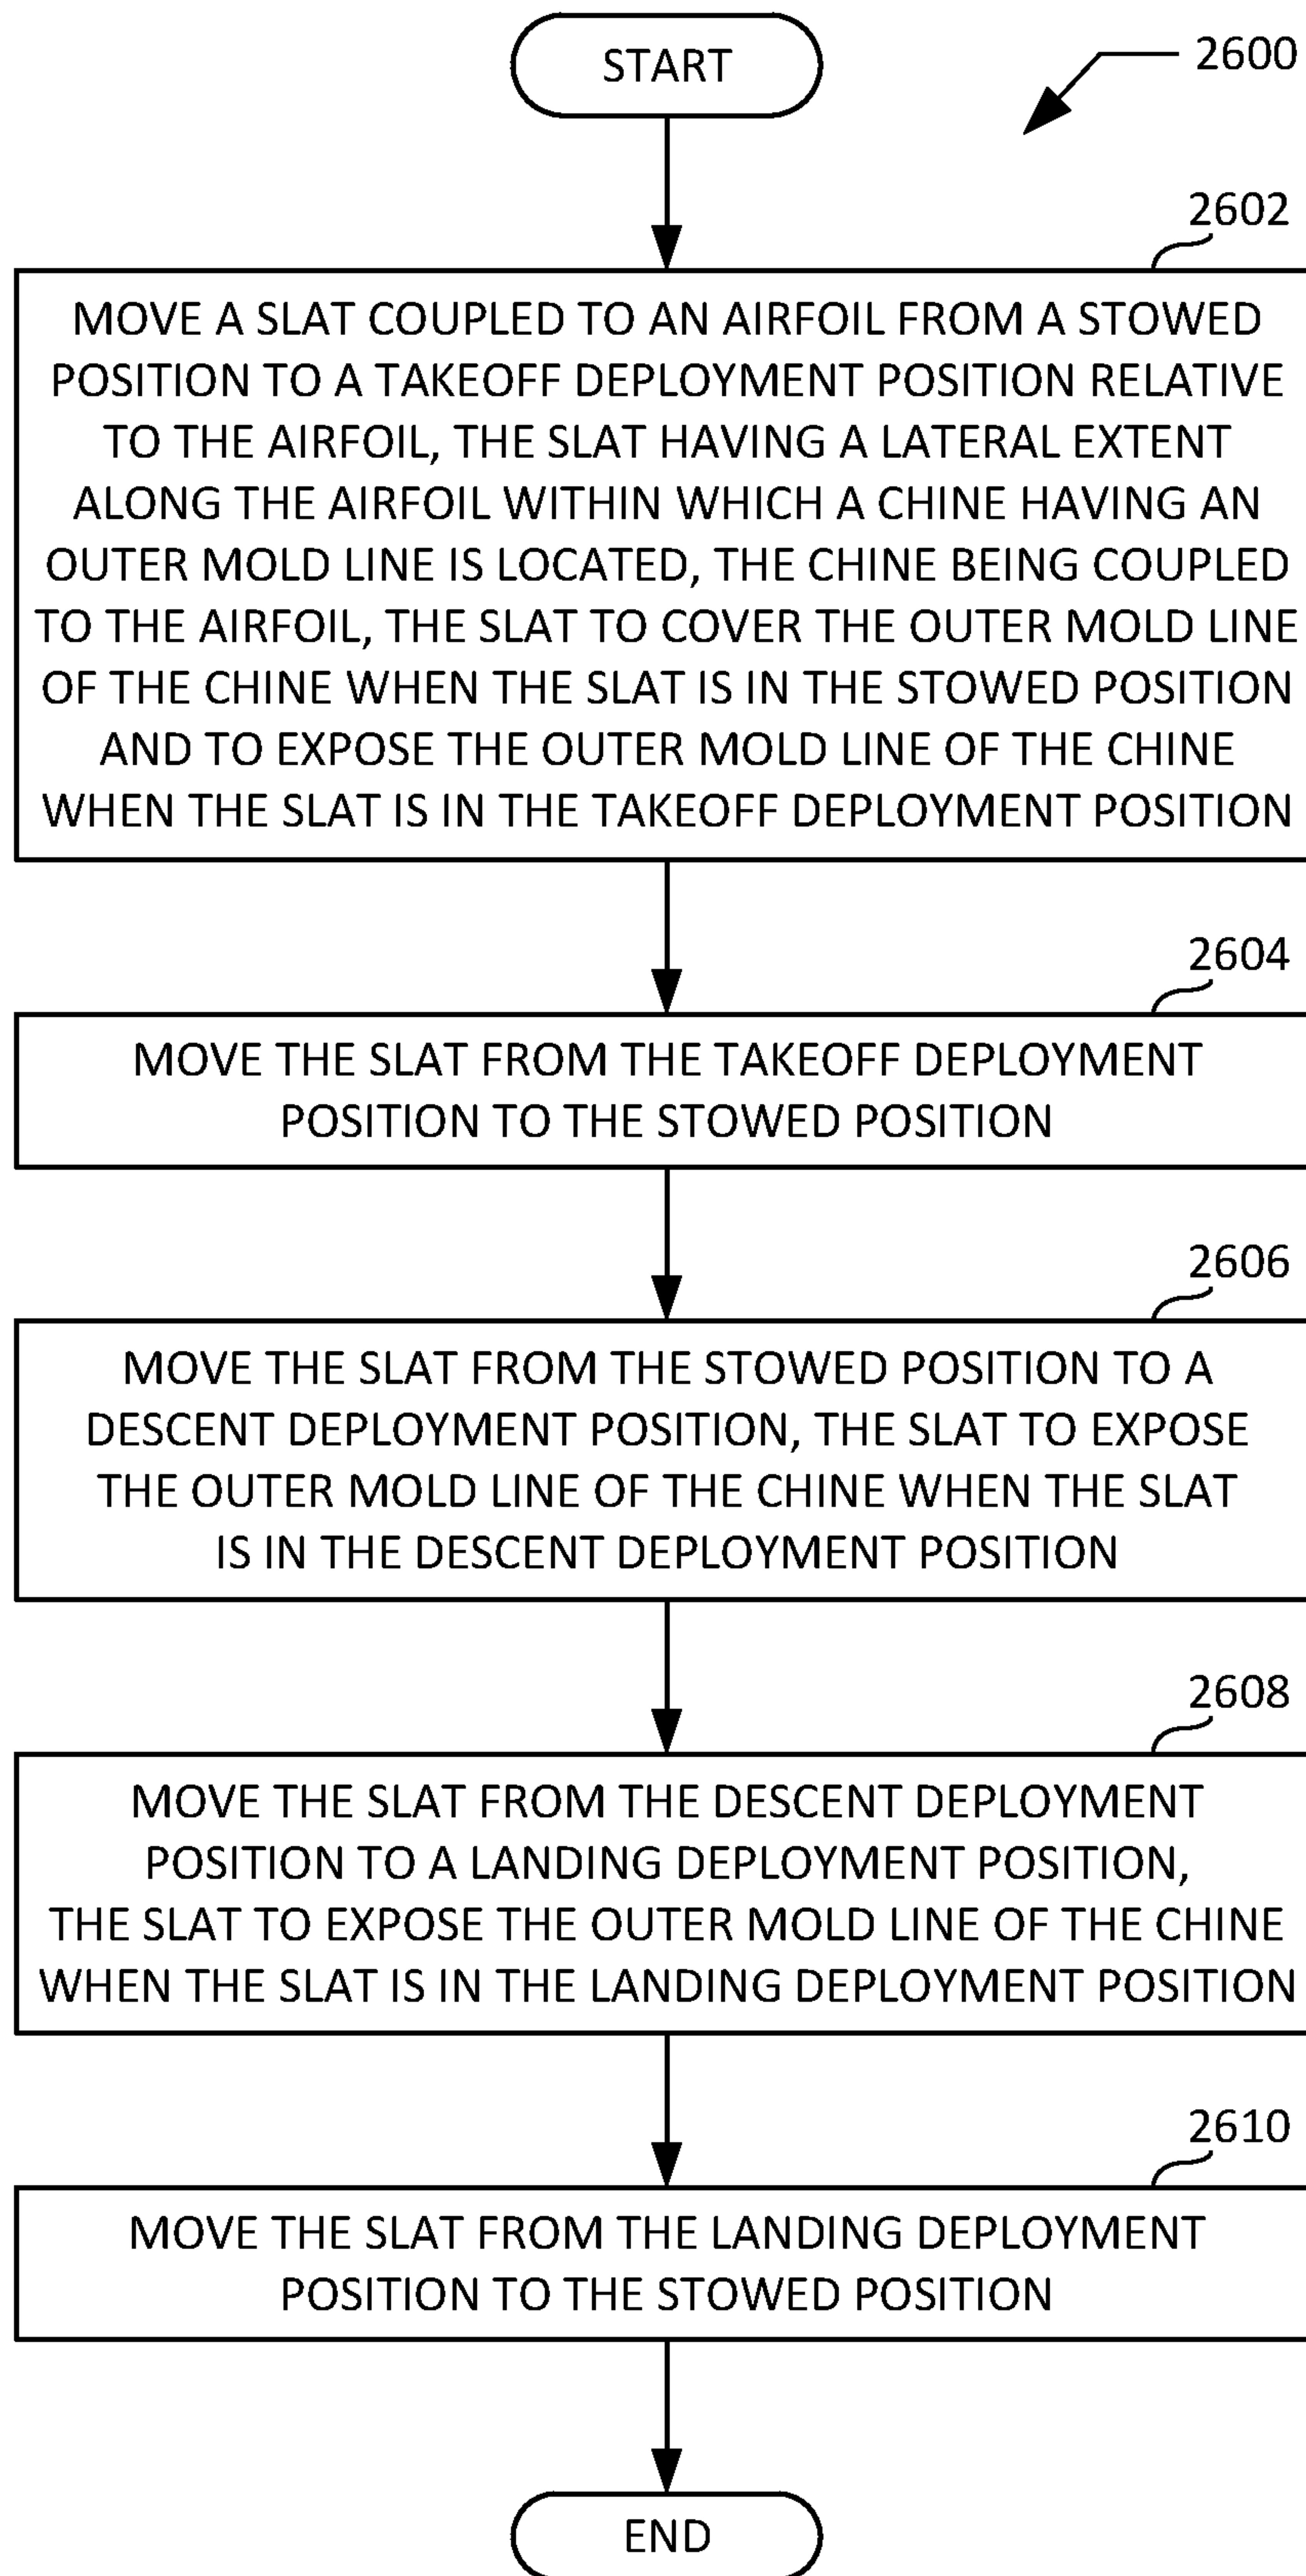 START
2600
2602
MOVE A SLAT COUPLED TO AN AIRFOIL FROM A STOWED
POSITION TO A TAKEOFF DEPLOYMENT POSITION RELATIVE
TO THE AIRFOIL, THE SLAT HAVING A LATERAL EXTENT
ALONG THE AIRFOIL WITHIN WHICH A CHINE HAVING AN
OUTER MOLD LINE IS LOCATED, THE CHINE BEING COUPLED
TO THE AIRFOIL, THE SLAT TO COVER THE OUTER MOLD LINE
OF THE CHINE WHEN THE SLAT IS IN THE STOWED POSITION
AND TO EXPOSE THE OUTER MOLD LINE OF THE CHINE
WHEN THE SLAT IS IN THE TAKEOFF DEPLOYMENT POSITION
2604
MOVE THE SLAT FROM THE TAKEOFF DEPLOYMENT
POSITION TO THE STOWED POSITION
2606
MOVE THE SLAT FROM THE STOWED POSITION TO A
DESCENT DEPLOYMENT POSITION, THE SLAT TO EXPOSE
THE OUTER MOLD LINE OF THE CHINE WHEN THE SLAT
IS IN THE DESCENT DEPLOYMENT POSITION
2608
MOVE THE SLAT FROM THE DESCENT DEPLOYMENT
POSITION TO A LANDING DEPLOYMENT POSITION,
THE SLAT TO EXPOSE THE OUTER MOLD LINE OF THE CHINE
WHEN THE SLAT IS IN THE LANDING DEPLOYMENT POSITION
2610
MOVE THE SLAT FROM THE LANDING DEPLOYMENT
POSITION TO THE STOWED POSITION
END